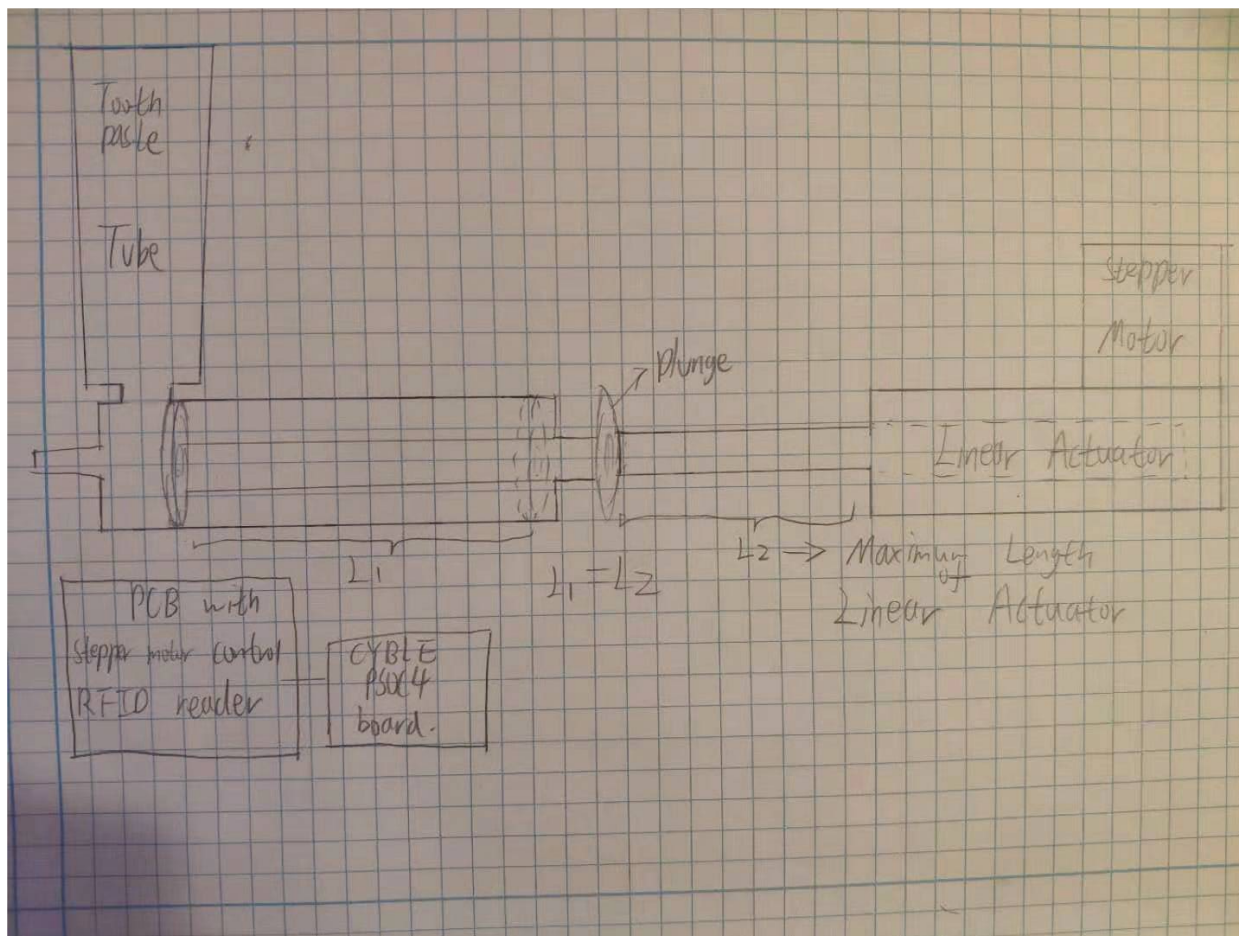 Tooth
paste
Tube
Stepper
Motor
Plunge
Linear Actuator
L1
L1 = L2
L2 → Maximum Length
of
Linear Actuator
PCB with
Stepper motor control
RFID reader
CYBLE
PSOC4
board.